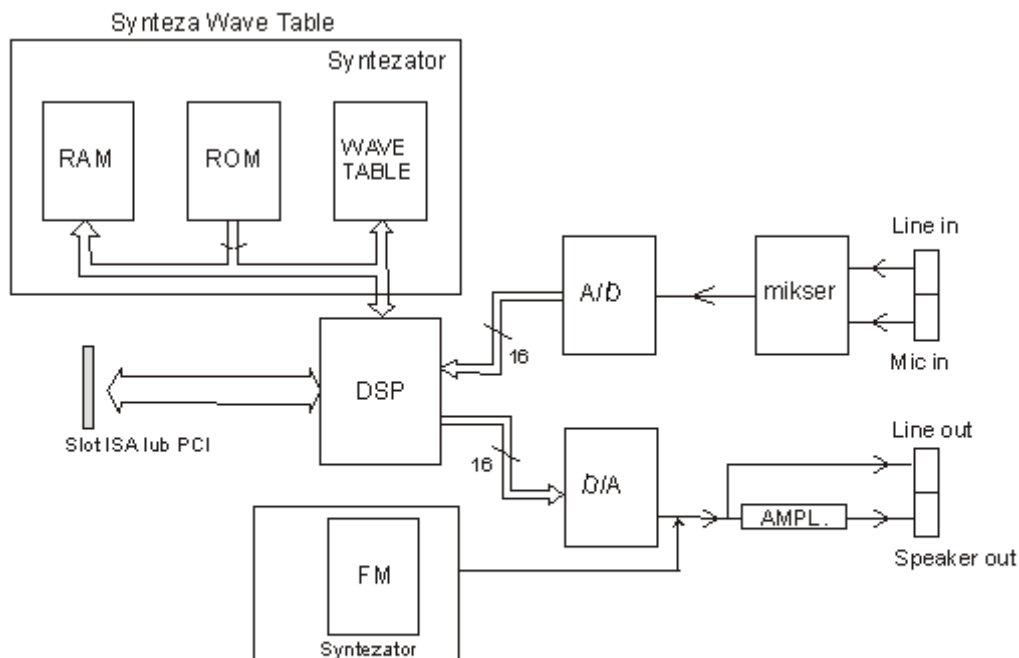 Synteza Wave Table
Syntezator
RAM
ROM
WAVE
TABLE
Line in
A/D
mikser
16
Mic in
DSP
Slot ISA lub PCI
Line out
16
D/A
AMPL.
Speaker out
FM
Syntezator